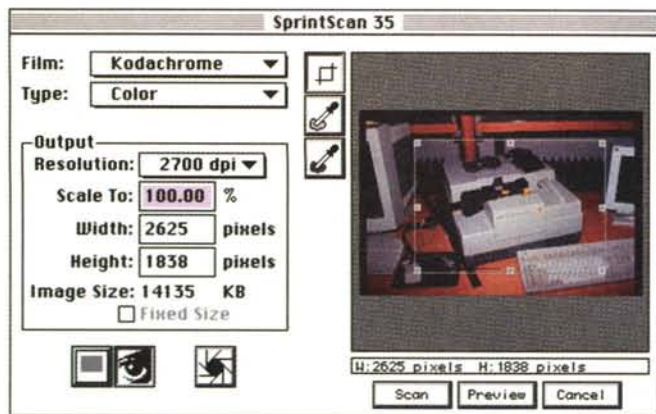 SprintScan 35
Film: Kodachrome
Type: Color
Output
Resolution: 2700 dpi
Scale To: 100.00 %
Width: 2625 pixels
Height: 1838 pixels
Image Size: 14135 KB
Fixed Size
W:2625 pixels H:1838 pixels
Scan Preview Cancel